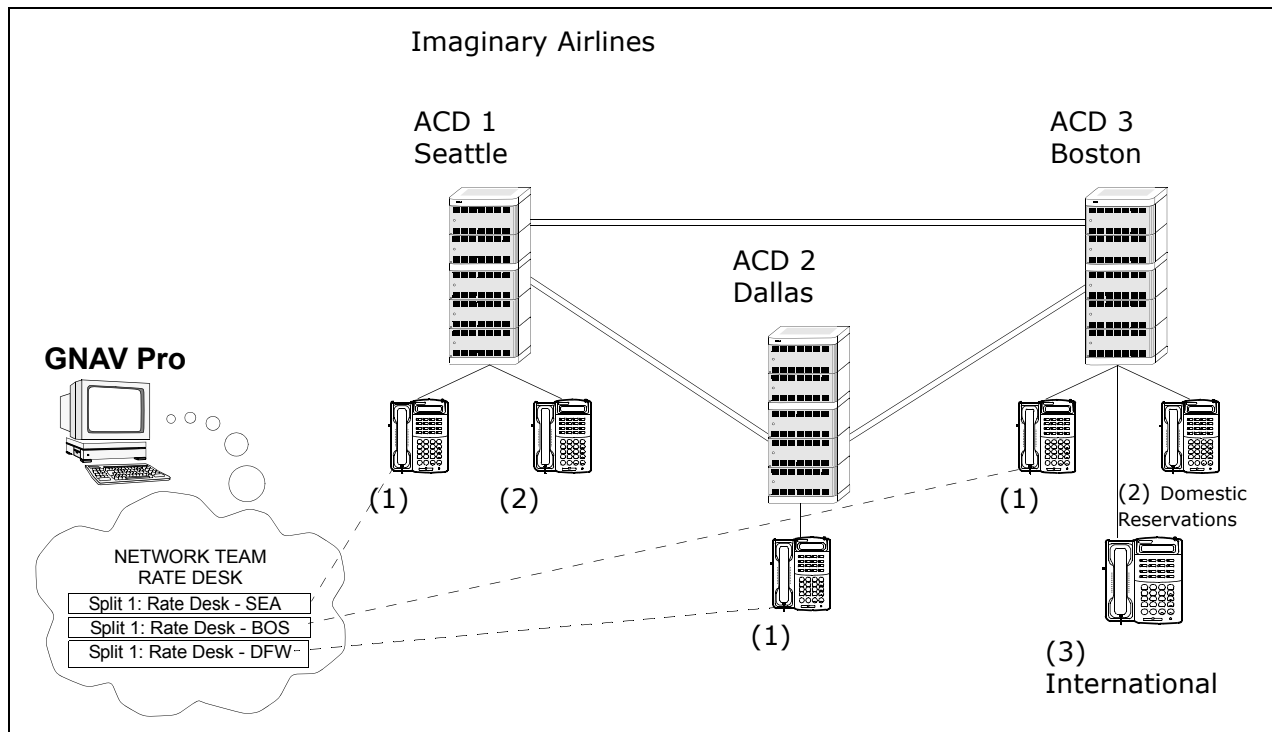 Imaginary Airlines
ACD 1
Seattle
ACD 3
Boston
ACD 2
Dallas
GNAV Pro
(1)
(2)
(1)
(2) Domestic
Reservations
NETWORK TEAM
RATE DESK
Split 1: Rate Desk - SEA
Split 1: Rate Desk - BOS
Split 1: Rate Desk - DFW
(1)
(3)
International